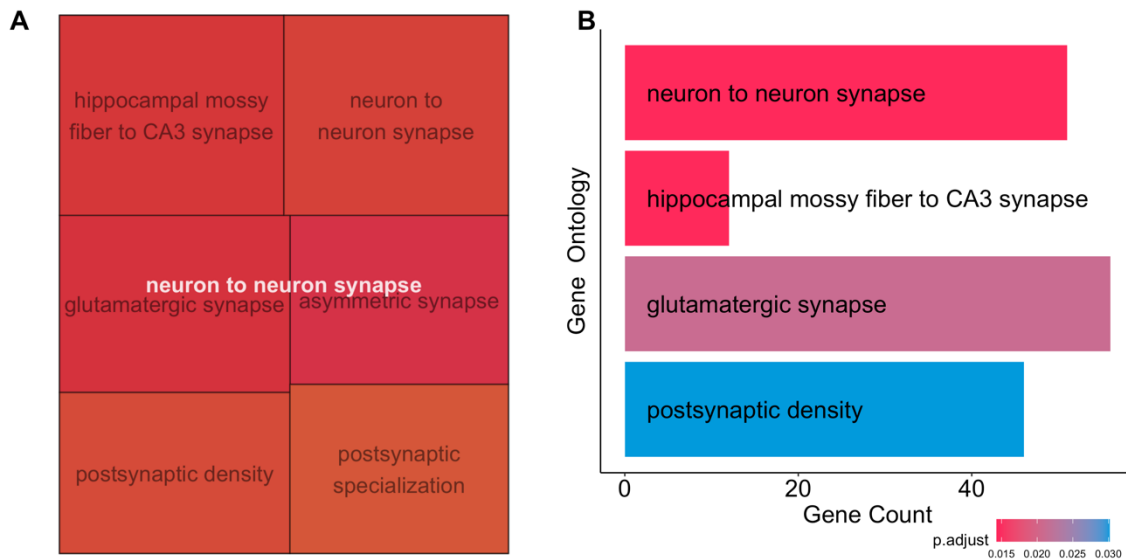 A
hippocampal mossy
fiber to CA3 synapse
neuron to
neuron synapse
neuron to neuron synapse
glutamatergic synapse
asymmetric synapse
postsynaptic density
postsynaptic
specialization
B
Gene Ontology
neuron to neuron synapse
hippocampal mossy fiber to CA3 synapse
glutamatergic synapse
postsynaptic density
0 20 40
Gene Count
p.adjust
0.015 0.020 0.025 0.030